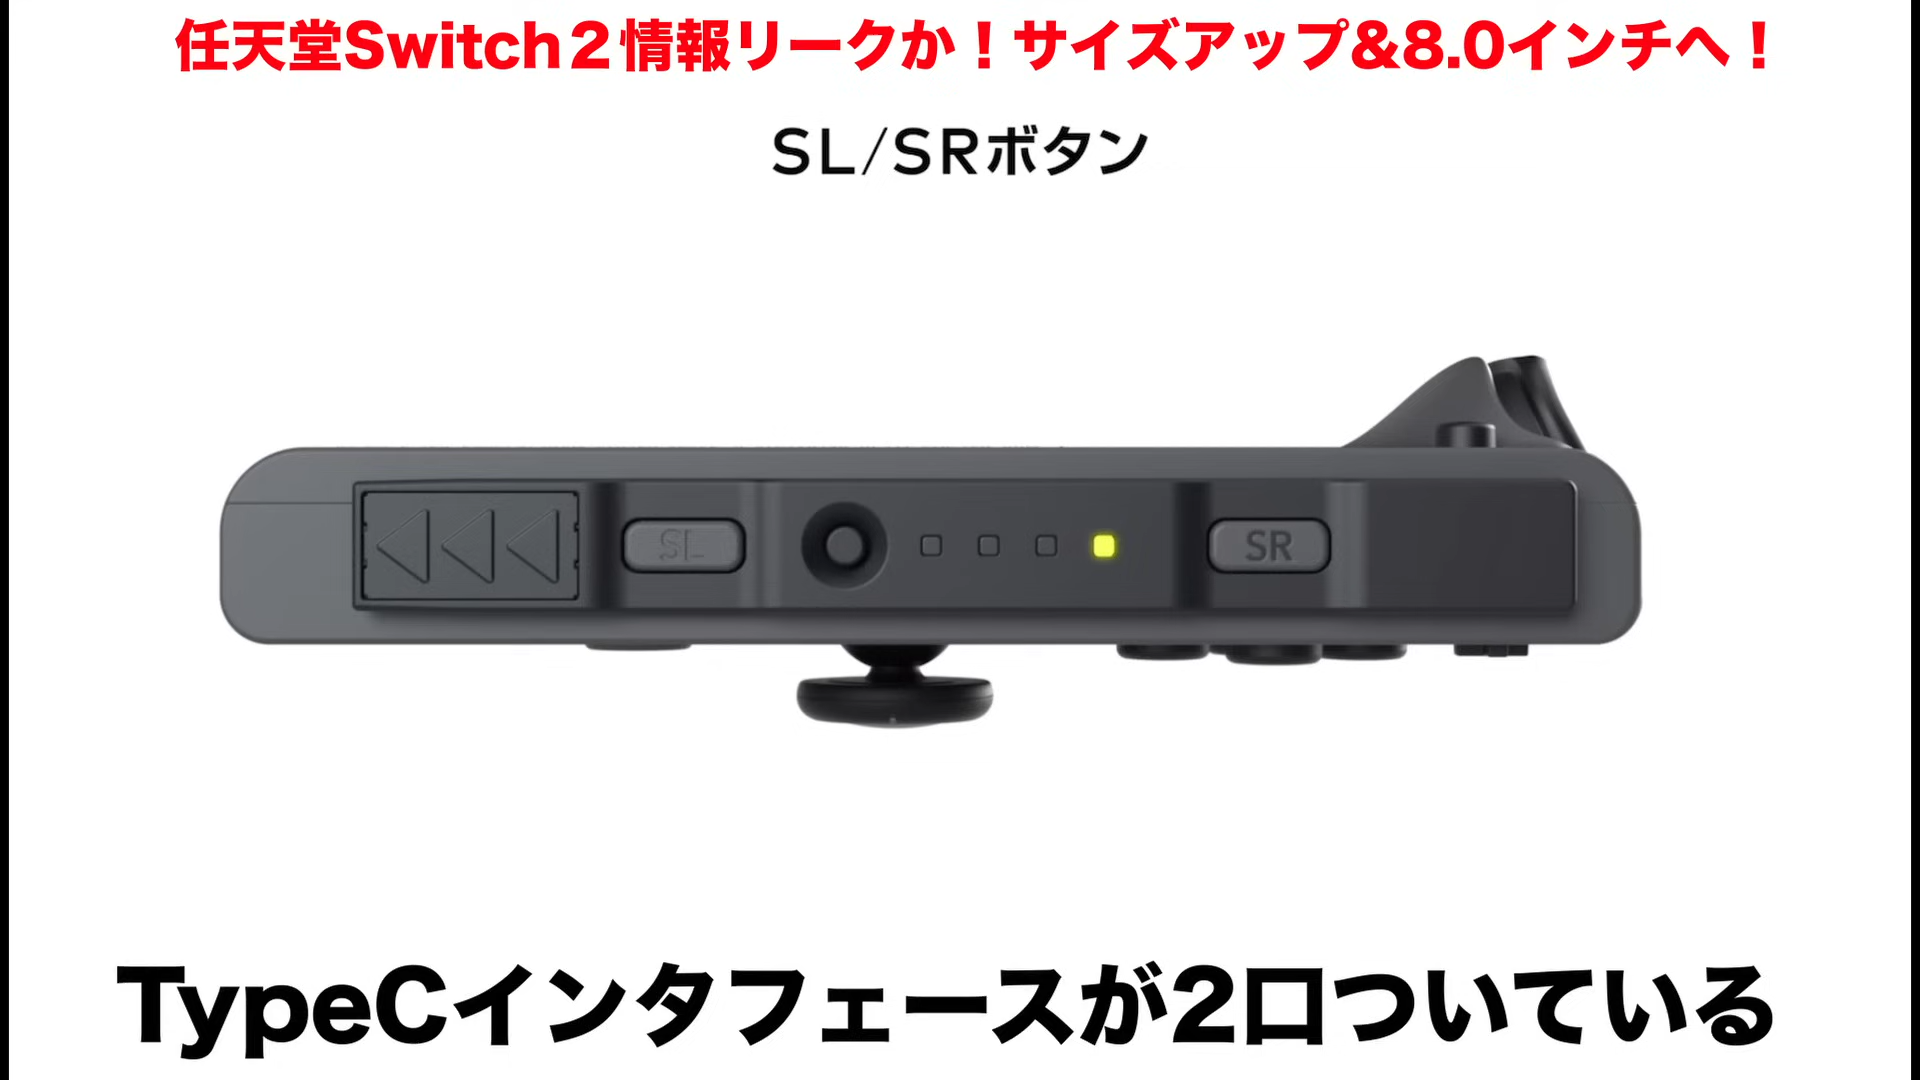 任天堂Switch２情報リークか！サイズアップ&8.0インチへ！
SL/SRボタン
SL
SR
TypeCインタフェースが2口ついている